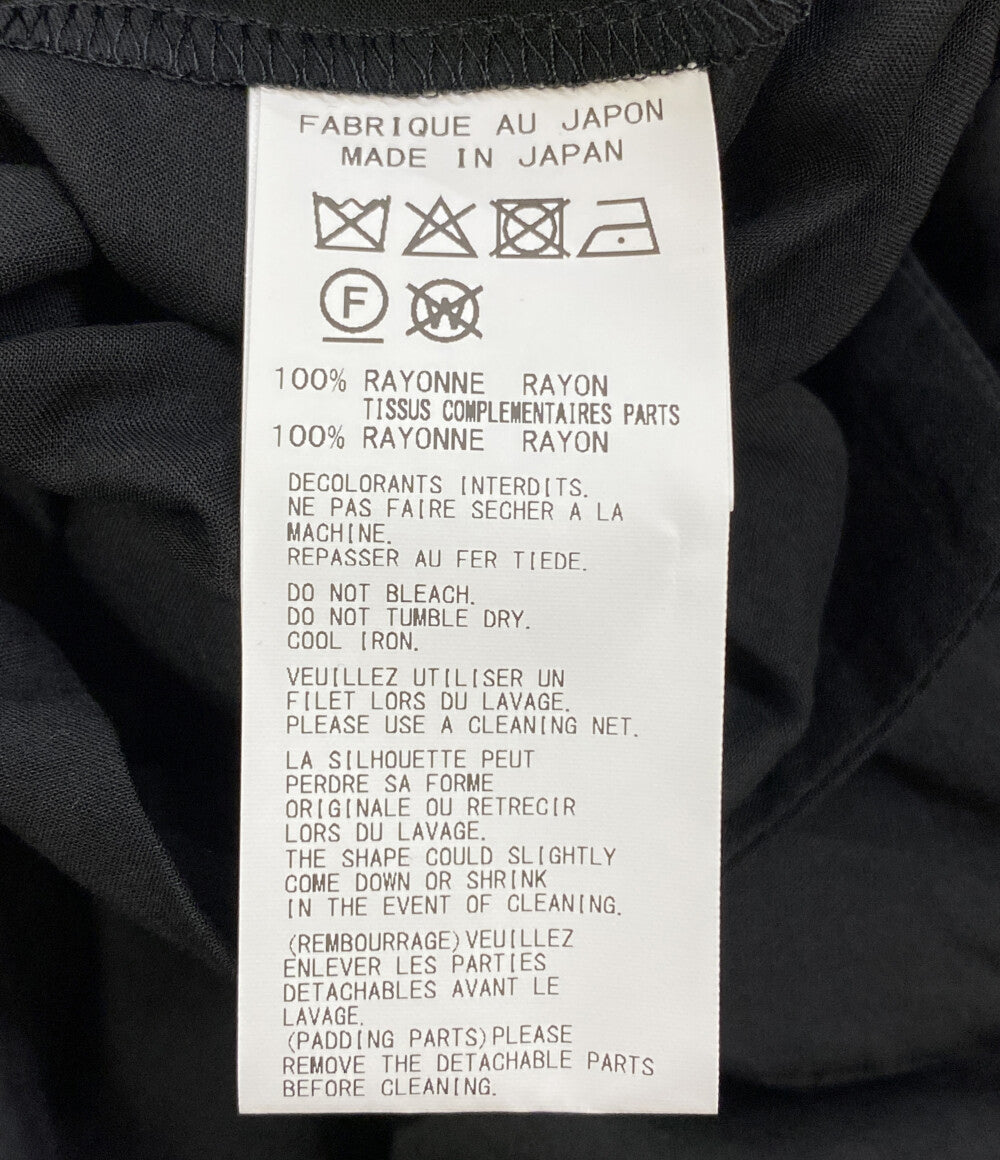 FABRIQUE AU JAPON
MADE IN JAPAN
F W
100% RAYONNE RAYON
TISSUS COMPLEMENTAIRES PARTS
100% RAYONNE RAYON
DECOLORANTS INTERDITS.
NE PAS FAIRE SECHER A LA
MACHINE.
REPASSER AU FER TIEDE.
DO NOT BLEACH.
DO NOT TUMBLE DRY.
COOL IRON.
VEUILLEZ UTILISER UN
FILET LORS DU LAVAGE.
PLEASE USE A CLEANING NET.
LA SILHOUETTE PEUT
PERDRE SA FORME
ORIGINALE OU RETRECIR
LORS DU LAVAGE.
THE SHAPE COULD SLIGHTLY
COME DOWN OR SHRINK
IN THE EVENT OF CLEANING.
(REMBOURRAGE)VEUILLEZ
ENLEVER LES PARTIES
DETACHABLES AVANT LE
LAVAGE.
(PADDING PARTS)PLEASE
REMOVE THE DETACHABLE PARTS
BEFORE CLEANING.